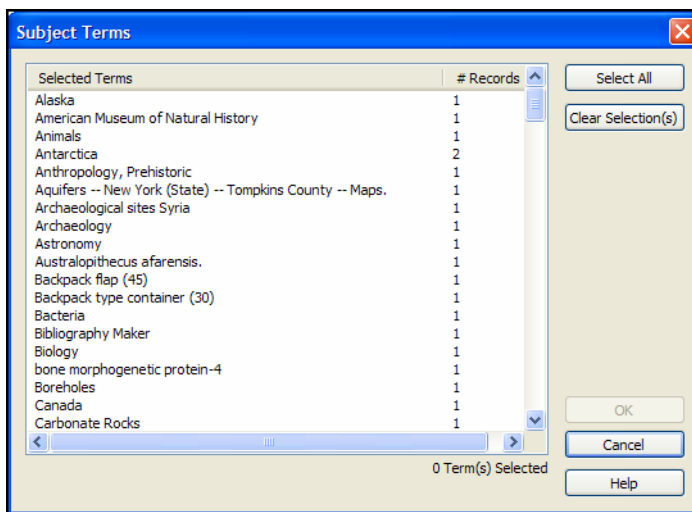 Subject Terms
Selected Terms # Records
Alaska 1
American Museum of Natural History 1
Animals 1
Antarctica 2
Anthropology, Prehistoric 1
Aquifers -- New York (State) -- Tompkins County -- Maps. 1
Archaeological sites Syria 1
Archaeology 1
Astronomy 1
Australopithecus afarensis. 1
Backpack flap (45) 1
Backpack type container (30) 1
Bacteria 1
Bibliography Maker 1
Biology 1
bone morphogenetic protein-4 1
Boreholes 1
Canada 1
Carbonate Rocks 1
0 Term(s) Selected
Select All
Clear Selection(s)
OK
Cancel
Help